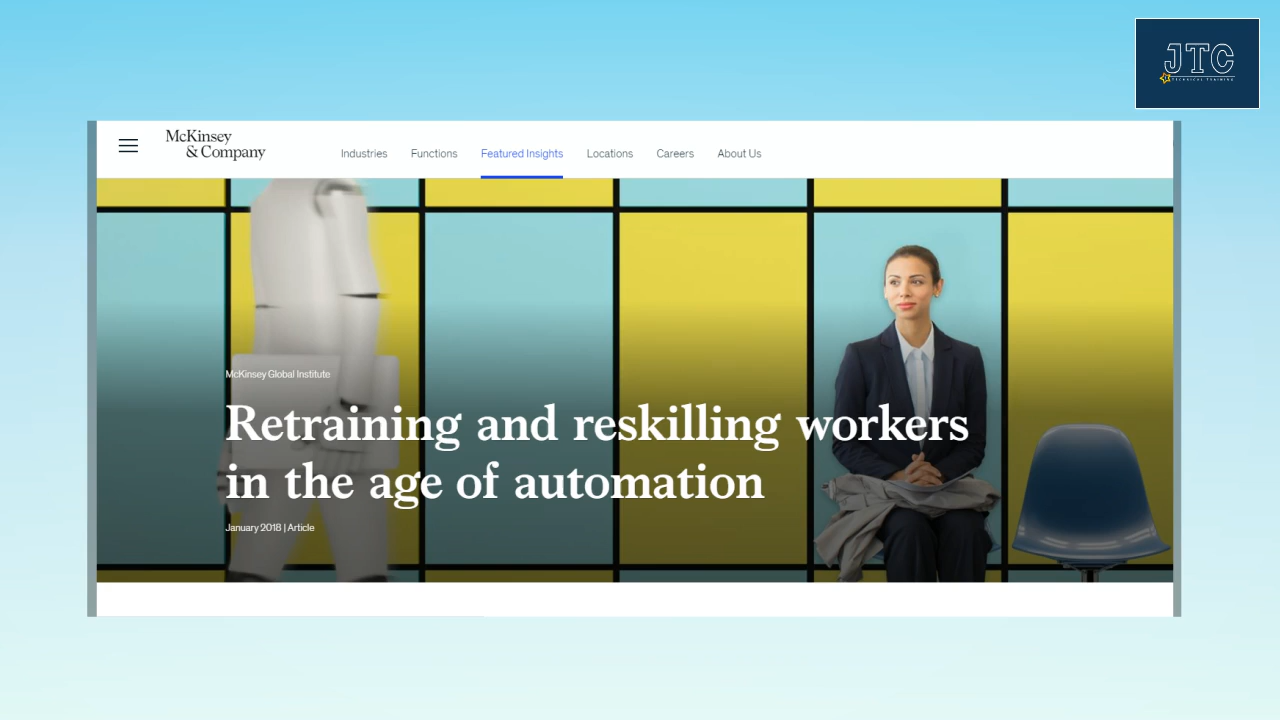 JTC
TECHNICAL TRAINING
McKinsey
& Company
Industries Functions Featured Insights Locations Careers About Us
McKinsey Global Institute
Retraining and reskilling workers
in the age of automation
January 2018 | Article